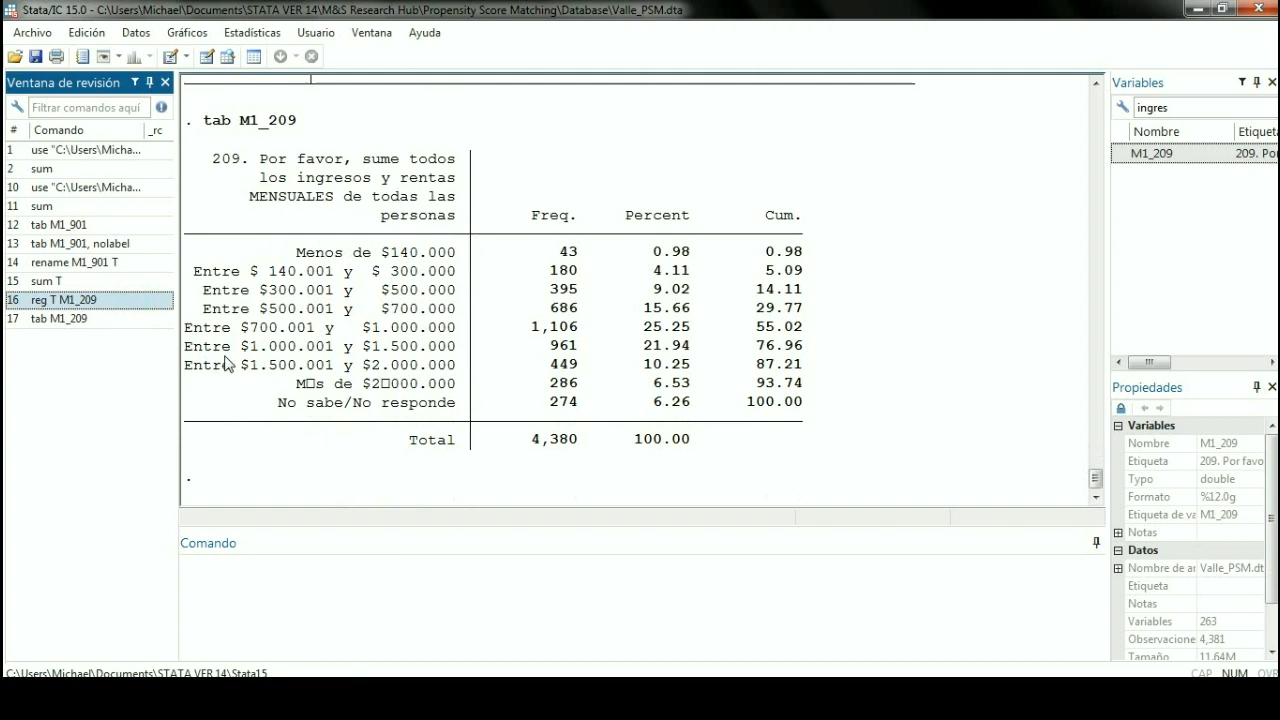 Stata/IC 15.0 - C:\Users\Michael\Documents\STATA VER 14\M&S Research Hub\Propensity Score Matching\Database\Valle_PSM.dta
Archivo Edición Datos Gráficos Estadísticas Usuario Ventana Ayuda
Ventana de revisión
Filtrar comandos aquí
# Comando _rc
1 use "C:\Users\Micha...
2 sum
10 use "C:\Users\Micha...
11 sum
12 tab M1_901
13 tab M1_901, nolabel
14 rename M1_901 T
15 sum T
16 reg T M1_209
17 tab M1_209
. tab M1_209
209. Por favor, sume todos
los ingresos y rentas
MENSUALES de todas las
personas Freq. Percent Cum.
Menos de $140.000 43 0.98 0.98
Entre $ 140.001 y $ 300.000 180 4.11 5.09
Entre $300.001 y $500.000 395 9.02 14.11
Entre $500.001 y $700.000 686 15.66 29.77
Entre $700.001 y $1.000.000 1,106 25.25 55.02
Entre $1.000.001 y $1.500.000 961 21.94 76.96
Entre $1.500.001 y $2.000.000 449 10.25 87.21
M□s de $2□000.000 286 6.53 93.74
No sabe/No responde 274 6.26 100.00
Total 4,380 100.00
.
Comando
Variables
ingres
Nombre Etiqueta
M1_209 209. Po
Propiedades
Variables
Nombre M1_209
Etiqueta 209. Por favo
Typo double
Formato %12.0g
Etiqueta de va M1_209
Notas
Datos
Nombre de ar Valle_PSM.dt
Etiqueta
Notas
Variables 263
Observacione 4,381
Tamaño 11.64M
C:\Users\Michael\Documents\STATA VER 14\Stata15
CAP NUM OVR